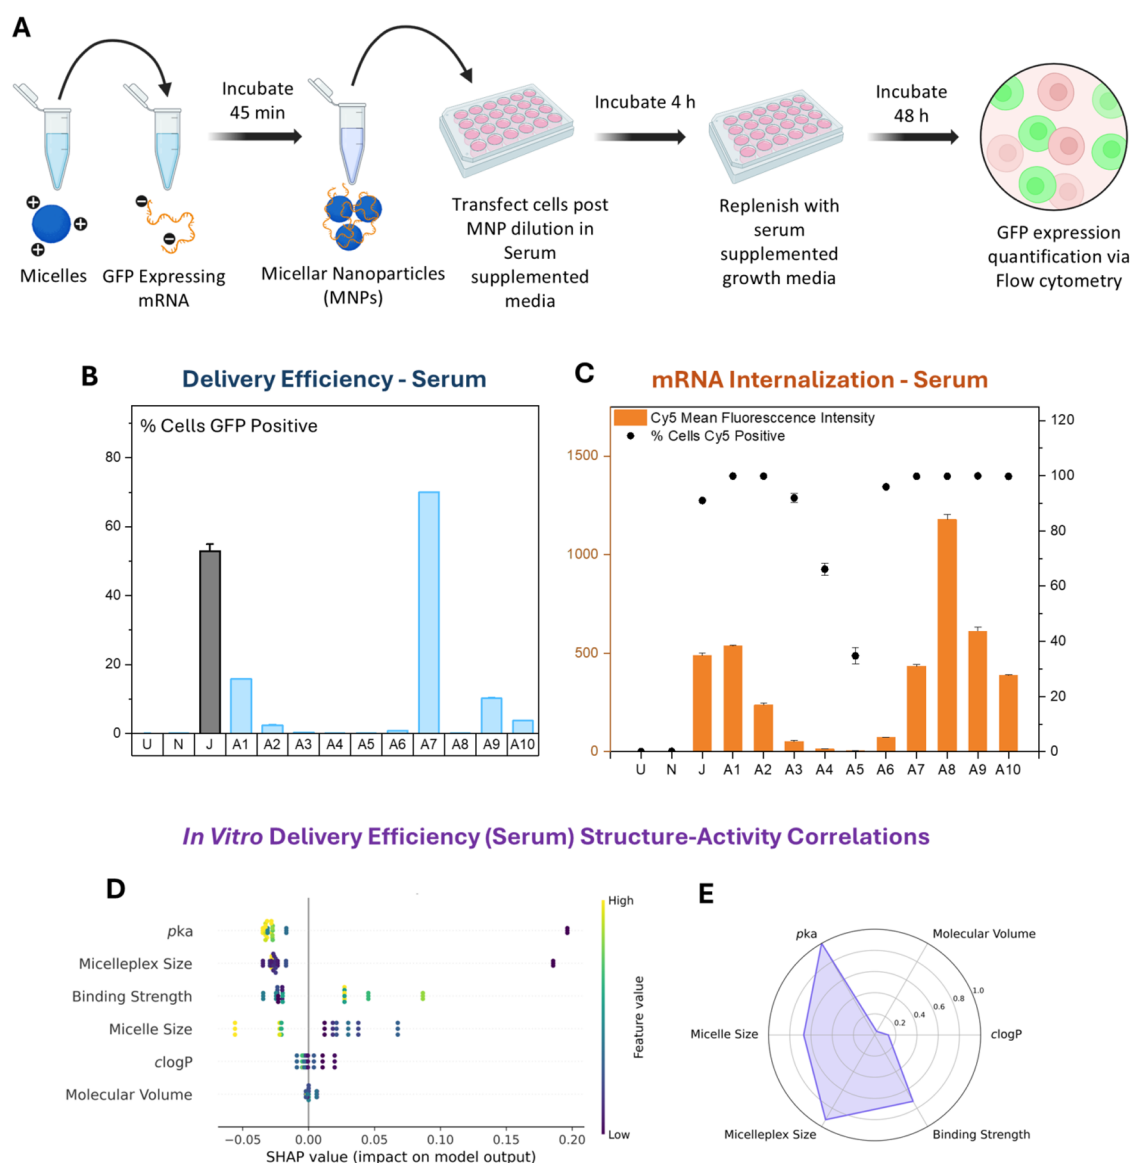 A
Incubate
45 min
Incubate 4 h
Incubate
48 h
Micelles
GFP Expressing
mRNA
Micellar Nanoparticles
(MNPs)
Transfect cells post
MNP dilution in
Serum
supplemented
media
Replenish with
serum
supplemented
growth media
GFP expression
quantification via
Flow cytometry
B
Delivery Efficiency - Serum
% Cells GFP Positive
80
60
40
20
0
U N J A1 A2 A3 A4 A5 A6 A7 A8 A9 A10
C
mRNA Internalization - Serum
Cy5 Mean Fluoresccence Intensity
% Cells Cy5 Positive
1500
1000
500
0
120
100
80
60
40
20
0
U N J A1 A2 A3 A4 A5 A6 A7 A8 A9 A10
In Vitro Delivery Efficiency (Serum) Structure-Activity Correlations
D
pka
Micelleplex Size
Binding Strength
Micelle Size
clogP
Molecular Volume
−0.05 0.00 0.05 0.10 0.15 0.20
SHAP value (impact on model output)
High
Feature value
Low
E
pka
Molecular Volume
Micelle Size
0.2 0.4 0.6 0.8 1.0
clogP
Micelleplex Size
Binding Strength